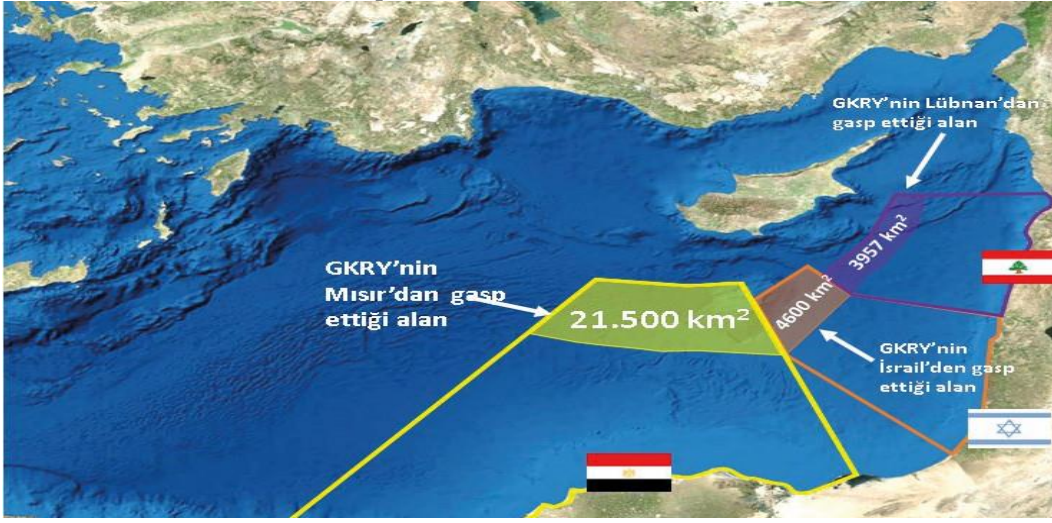 GKRY’nin Lübnan’dan
gasp ettiği alan
3957 km²
GKRY’nin
Mısır’dan gasp
ettiği alan
21.500 km²
4600 km²
GKRY’nin
İsrail’den gasp
ettiği alan